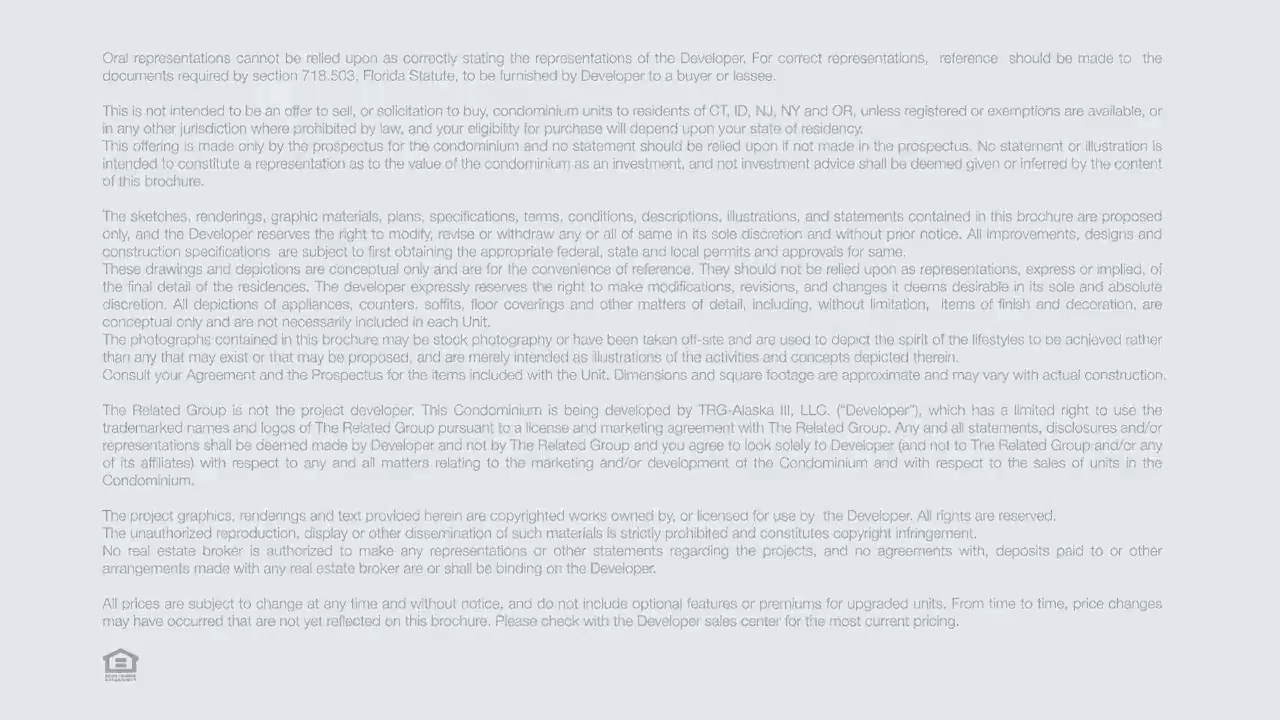 Oral representations cannot be relied upon as correctly stating the representations of the Developer. For correct representations, reference should be made to the
documents required by section 718.503, Florida Statute, to be furnished by Developer to a buyer or lessee.
This is not intended to be an offer to sell, or solicitation to buy, condominium units to residents of CT, ID, NJ, NY and OR, unless registered or exemptions are available, or
in any other jurisdiction where prohibited by law, and your eligibility for purchase will depend upon your state of residency.
This offering is made only by the prospectus for the condominium and no statement should be relied upon if not made in the prospectus. No statement or illustration is
intended to constitute a representation as to the value of the condominium as an investment, and not investment advice shall be deemed given or inferred by the content
of this brochure.
The sketches, renderings, graphic materials, plans, specifications, terms, conditions, descriptions, illustrations, and statements contained in this brochure are proposed
only, and the Developer reserves the right to modify, revise or withdraw any or all of same in its sole discretion and without prior notice. All improvements, designs and
construction specifications are subject to first obtaining the appropriate federal, state and local permits and approvals for same.
These drawings and depictions are conceptual only and are for the convenience of reference. They should not be relied upon as representations, express or implied, of
the final detail of the residences. The developer expressly reserves the right to make modifications, revisions, and changes it deems desirable in its sole and absolute
discretion. All depictions of appliances, counters, soffits, floor coverings and other matters of detail, including, without limitation, items of finish and decoration, are
conceptual only and are not necessarily included in each Unit.
The photographs contained in this brochure may be stock photography or have been taken off-site and are used to depict the spirit of the lifestyles to be achieved rather
than any that may exist or that may be proposed, and are merely intended as illustrations of the activities and concepts depicted therein.
Consult your Agreement and the Prospectus for the items included with the Unit. Dimensions and square footage are approximate and may vary with actual construction.
The Related Group is not the project developer. This Condominium is being developed by TRG-Alaska III, LLC. (“Developer”), which has a limited right to use the
trademarked names and logos of The Related Group pursuant to a license and marketing agreement with The Related Group. Any and all statements, disclosures and/or
representations shall be deemed made by Developer and not by The Related Group and you agree to look solely to Developer (and not to The Related Group and/or any
of its affiliates) with respect to any and all matters relating to the marketing and/or development of the Condominium and with respect to the sales of units in the
Condominium.
The project graphics, renderings and text provided herein are copyrighted works owned by, or licensed for use by the Developer. All rights are reserved.
The unauthorized reproduction, display or other dissemination of such materials is strictly prohibited and constitutes copyright infringement.
No real estate broker is authorized to make any representations or other statements regarding the projects, and no agreements with, deposits paid to or other
arrangements made with any real estate broker are or shall be binding on the Developer.
All prices are subject to change at any time and without notice, and do not include optional features or premiums for upgraded units. From time to time, price changes
may have occurred that are not yet reflected on this brochure. Please check with the Developer sales center for the most current pricing.